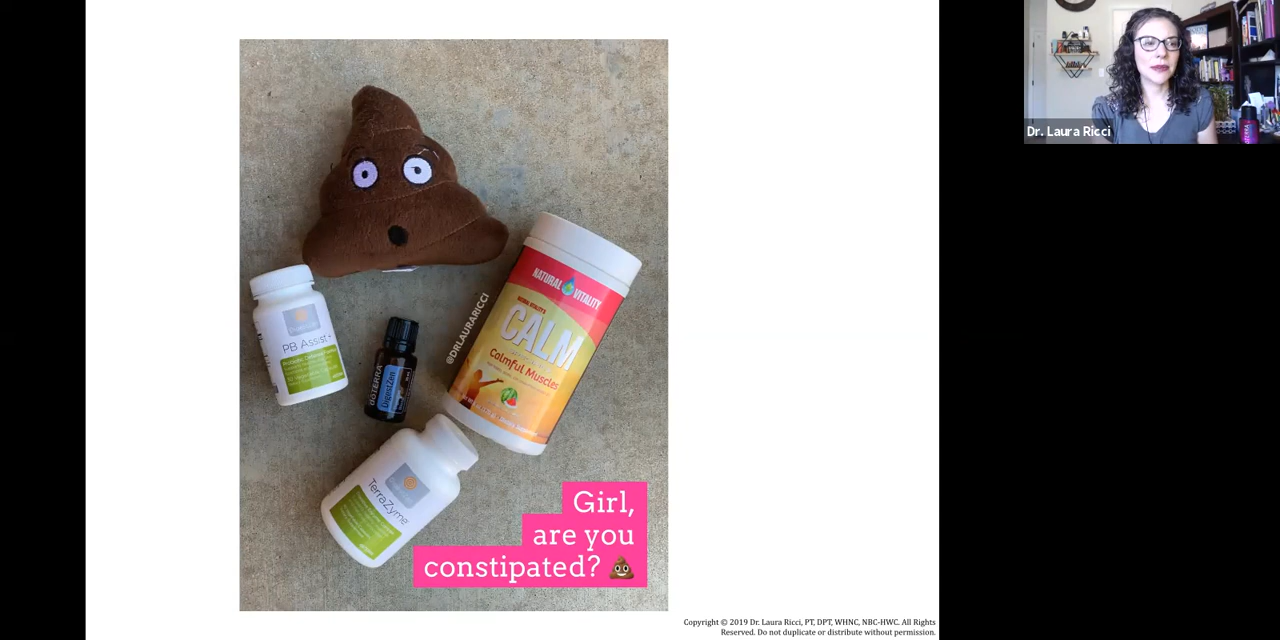 Dr. Laura Ricci
NATURAL VITALITY
CALM
Calmful Muscles
@DRLAURARICCI
PB Assist+
dōTERRA
DigestZen
TerraZyme
Girl,
are you
constipated? 💩
Copyright © 2019 Dr. Laura Ricci, PT, DPT, WHNC, NBC-HWC. All Rights
Reserved. Do not duplicate or distribute without permission.